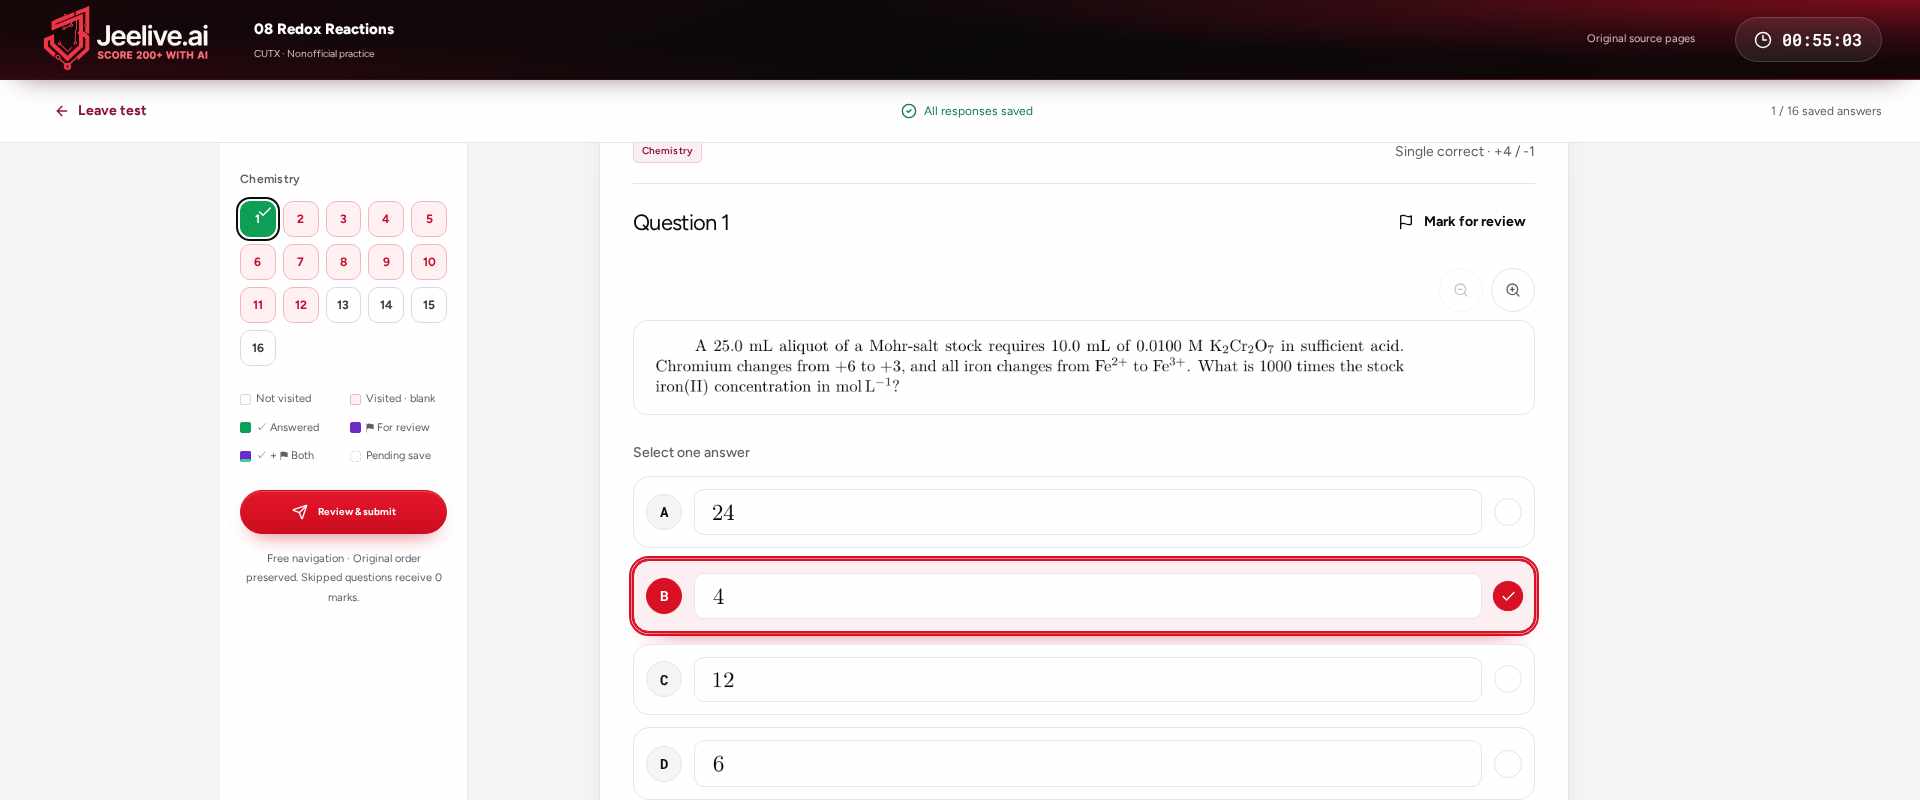 Jeelive.ai
SCORE 200+ WITH AI
08 Redox Reactions
CUTX · Nonofficial practice
Original source pages
00:55:03
Leave test
All responses saved
1 / 16 saved answers
Chemistry
1 2 3 4 5
6 7 8 9 10
11 12 13 14 15
16
Not visited
Visited · blank
✓ Answered
For review
✓ + Both
Pending save
Review & submit
Free navigation · Original order
preserved. Skipped questions receive 0
marks.
Chemistry
Single correct · +4 / -1
Question 1
Mark for review
A 25.0 mL aliquot of a Mohr-salt stock requires 10.0 mL of 0.0100 M K₂Cr₂O₇ in sufficient acid.
Chromium changes from +6 to +3, and all iron changes from Fe²⁺ to Fe³⁺. What is 1000 times the stock
iron(II) concentration in mol L⁻¹?
Select one answer
A 24
B 4
C 12
D 6